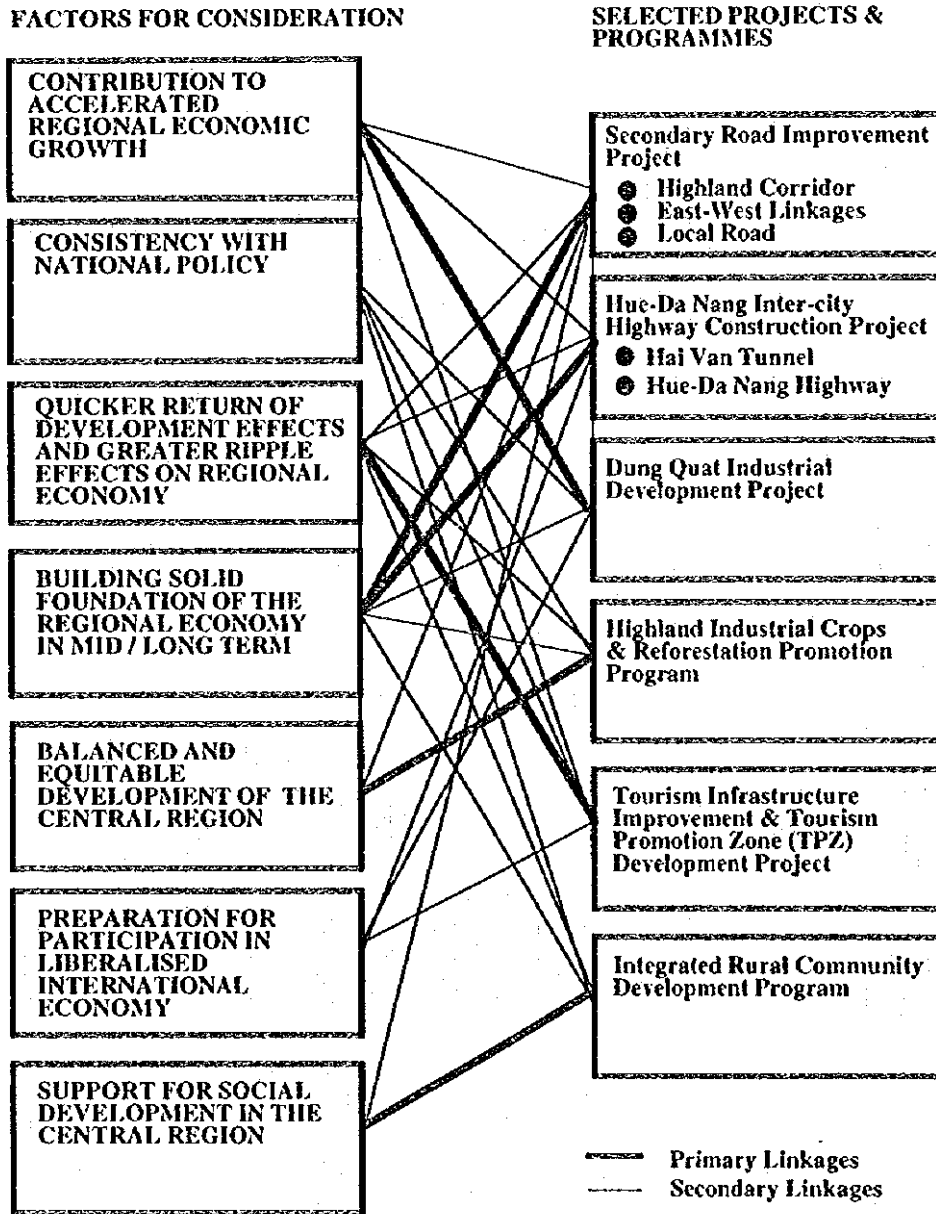 FACTORS FOR CONSIDERATION
CONTRIBUTION TO
ACCELERATED
REGIONAL ECONOMIC
GROWTH
CONSISTENCY WITH
NATIONAL POLICY
QUICKER RETURN OF
DEVELOPMENT EFFECTS
AND GREATER RIPPLE
EFFECTS ON REGIONAL
ECONOMY
BUILDING SOLID
FOUNDATION OF THE
REGIONAL ECONOMY
IN MID / LONG TERM
BALANCED AND
EQUITABLE
DEVELOPMENT OF THE
CENTRAL REGION
PREPARATION FOR
PARTICIPATION IN
LIBERALISED
INTERNATIONAL
ECONOMY
SUPPORT FOR SOCIAL
DEVELOPMENT IN THE
CENTRAL REGION
SELECTED PROJECTS &
PROGRAMMES
Secondary Road Improvement
Project
Highland Corridor
East-West Linkages
Local Road
Hue-Da Nang Inter-city
Highway Construction Project
Hai Van Tunnel
Hue-Da Nang Highway
Dung Quat Industrial
Development Project
Highland Industrial Crops
& Reforestation Promotion
Program
Tourism Infrastructure
Improvement & Tourism
Promotion Zone (TPZ)
Development Project
Integrated Rural Community
Development Program
Primary Linkages
Secondary Linkages